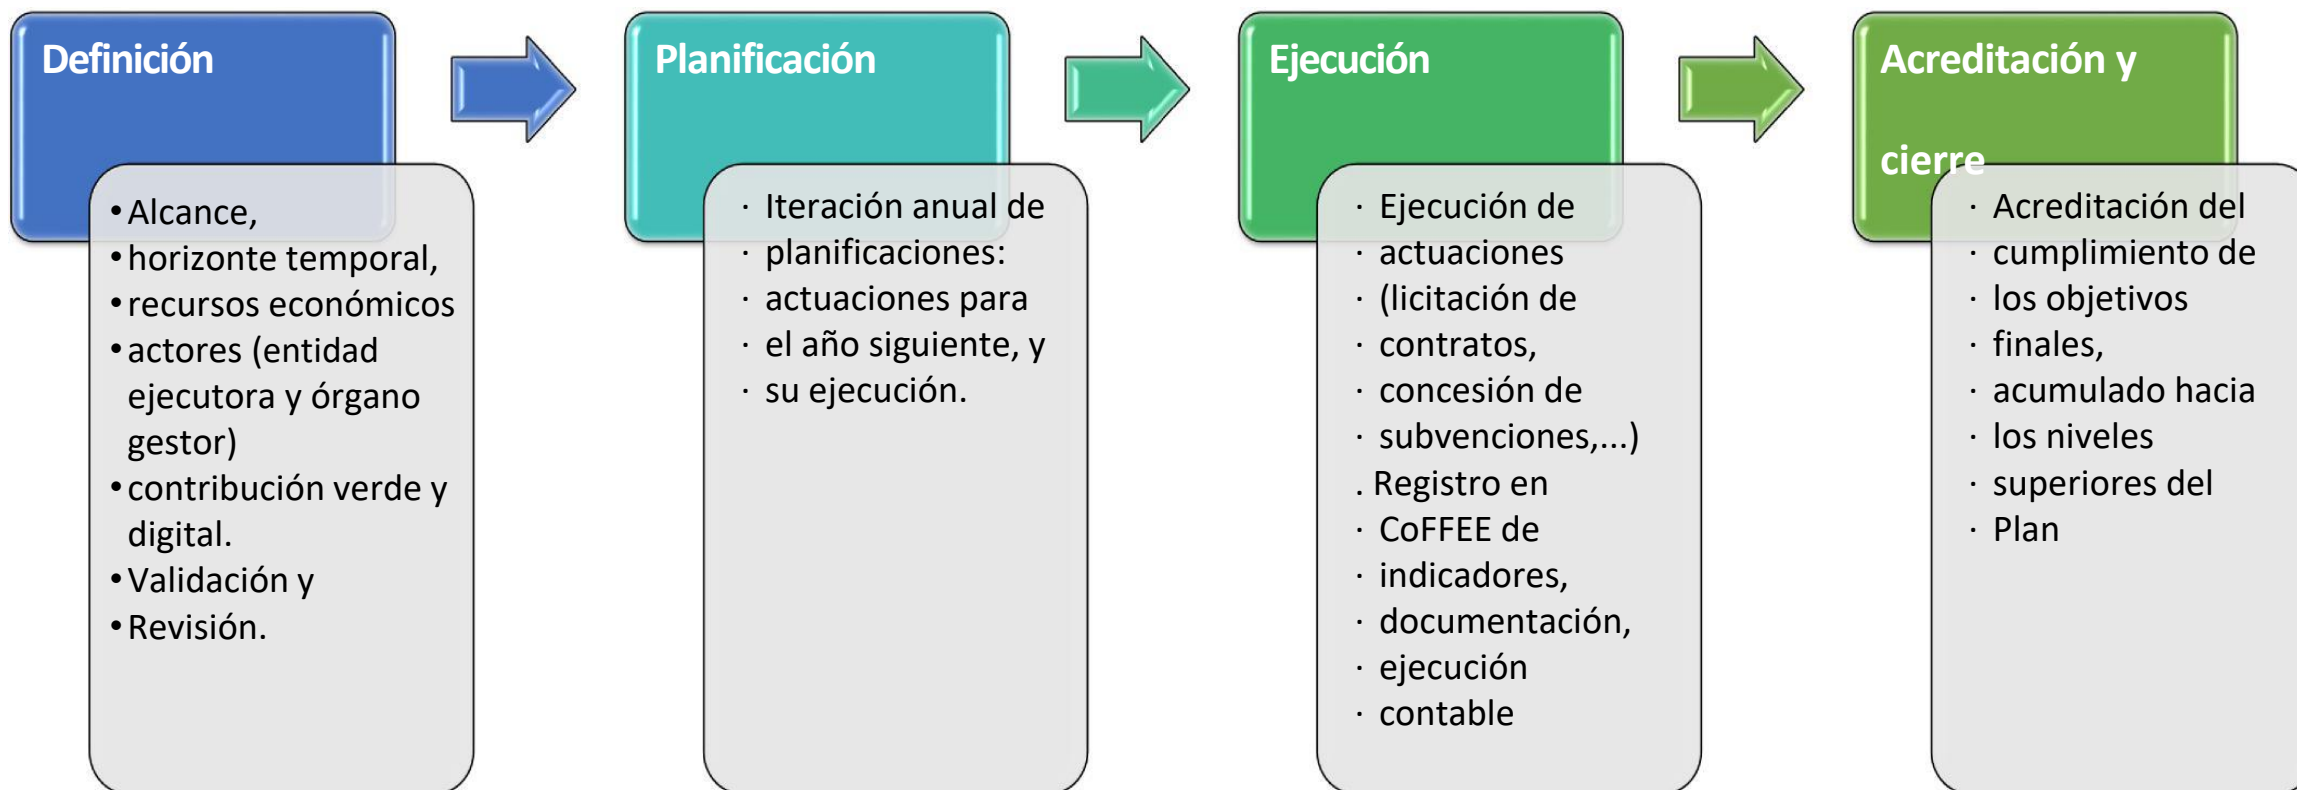 Definición
•Alcance,
•horizonte temporal,
•recursos económicos
•actores (entidad
ejecutora y órgano
gestor)
•contribución verde y
digital.
•Validación y
•Revisión.
Planificación
· Iteración anual de
· planificaciones:
· actuaciones para
· el año siguiente, y
· su ejecución.
Ejecución
· Ejecución de
· actuaciones
· (licitación de
· contratos,
· concesión de
· subvenciones,...)
. Registro en
· CoFFEE de
· indicadores,
· documentación,
· ejecución
· contable
Acreditación y
cierre
· Acreditación del
· cumplimiento de
· los objetivos
· finales,
· acumulado hacia
· los niveles
· superiores del
· Plan